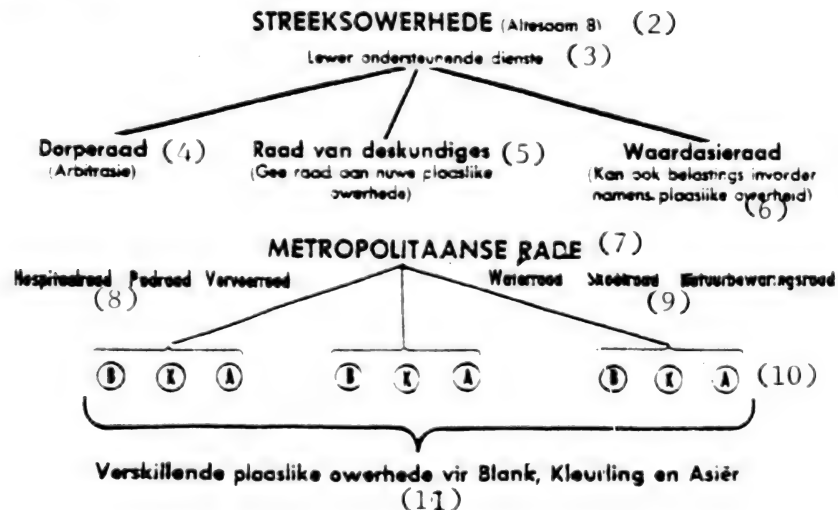 STREEKSOWERHEDE (Altesaam 8) (2)
Lewer ondersteunende dienste (3)
Dorperaad (4) Raad van deskundiges (5) Waardasieraad
(Arbitrasie) (Gee raad aan nuwe plaaslike (Kan ook belastings invorder
owerhede) namens plaaslike owerheid)
(6)
METROPOLITAANSE RADE (7)
Hospitaalraad Padraad Vervoerraad Waterraad Skoolraad Natuurbewaringsraad
(8) (9)
B K A B K A B K A (10)
Verskillende plaaslike owerhede vir Blank, Kleurling en Asiër
(11)